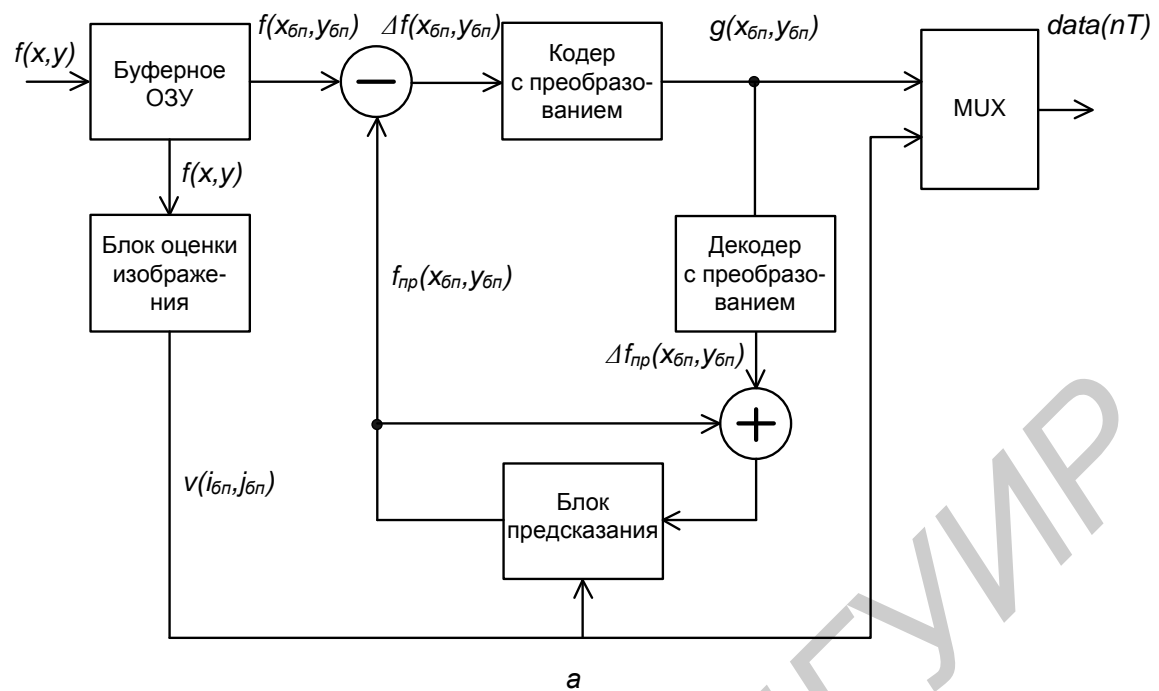 f(x,y)
Буферное
ОЗУ
f(xбп,yбп)
Δf(xбп,yбп)
Кодер
с преобразо-
ванием
g(xбп,yбп)
MUX
data(nT)
f(x,y)
Блок оценки
изображе-
ния
fпр(xбп,yбп)
Декодер
с преобразо-
ванием
Δfпр(xбп,yбп)
v(iбп,jбп)
Блок
предсказания
а
ГУИР